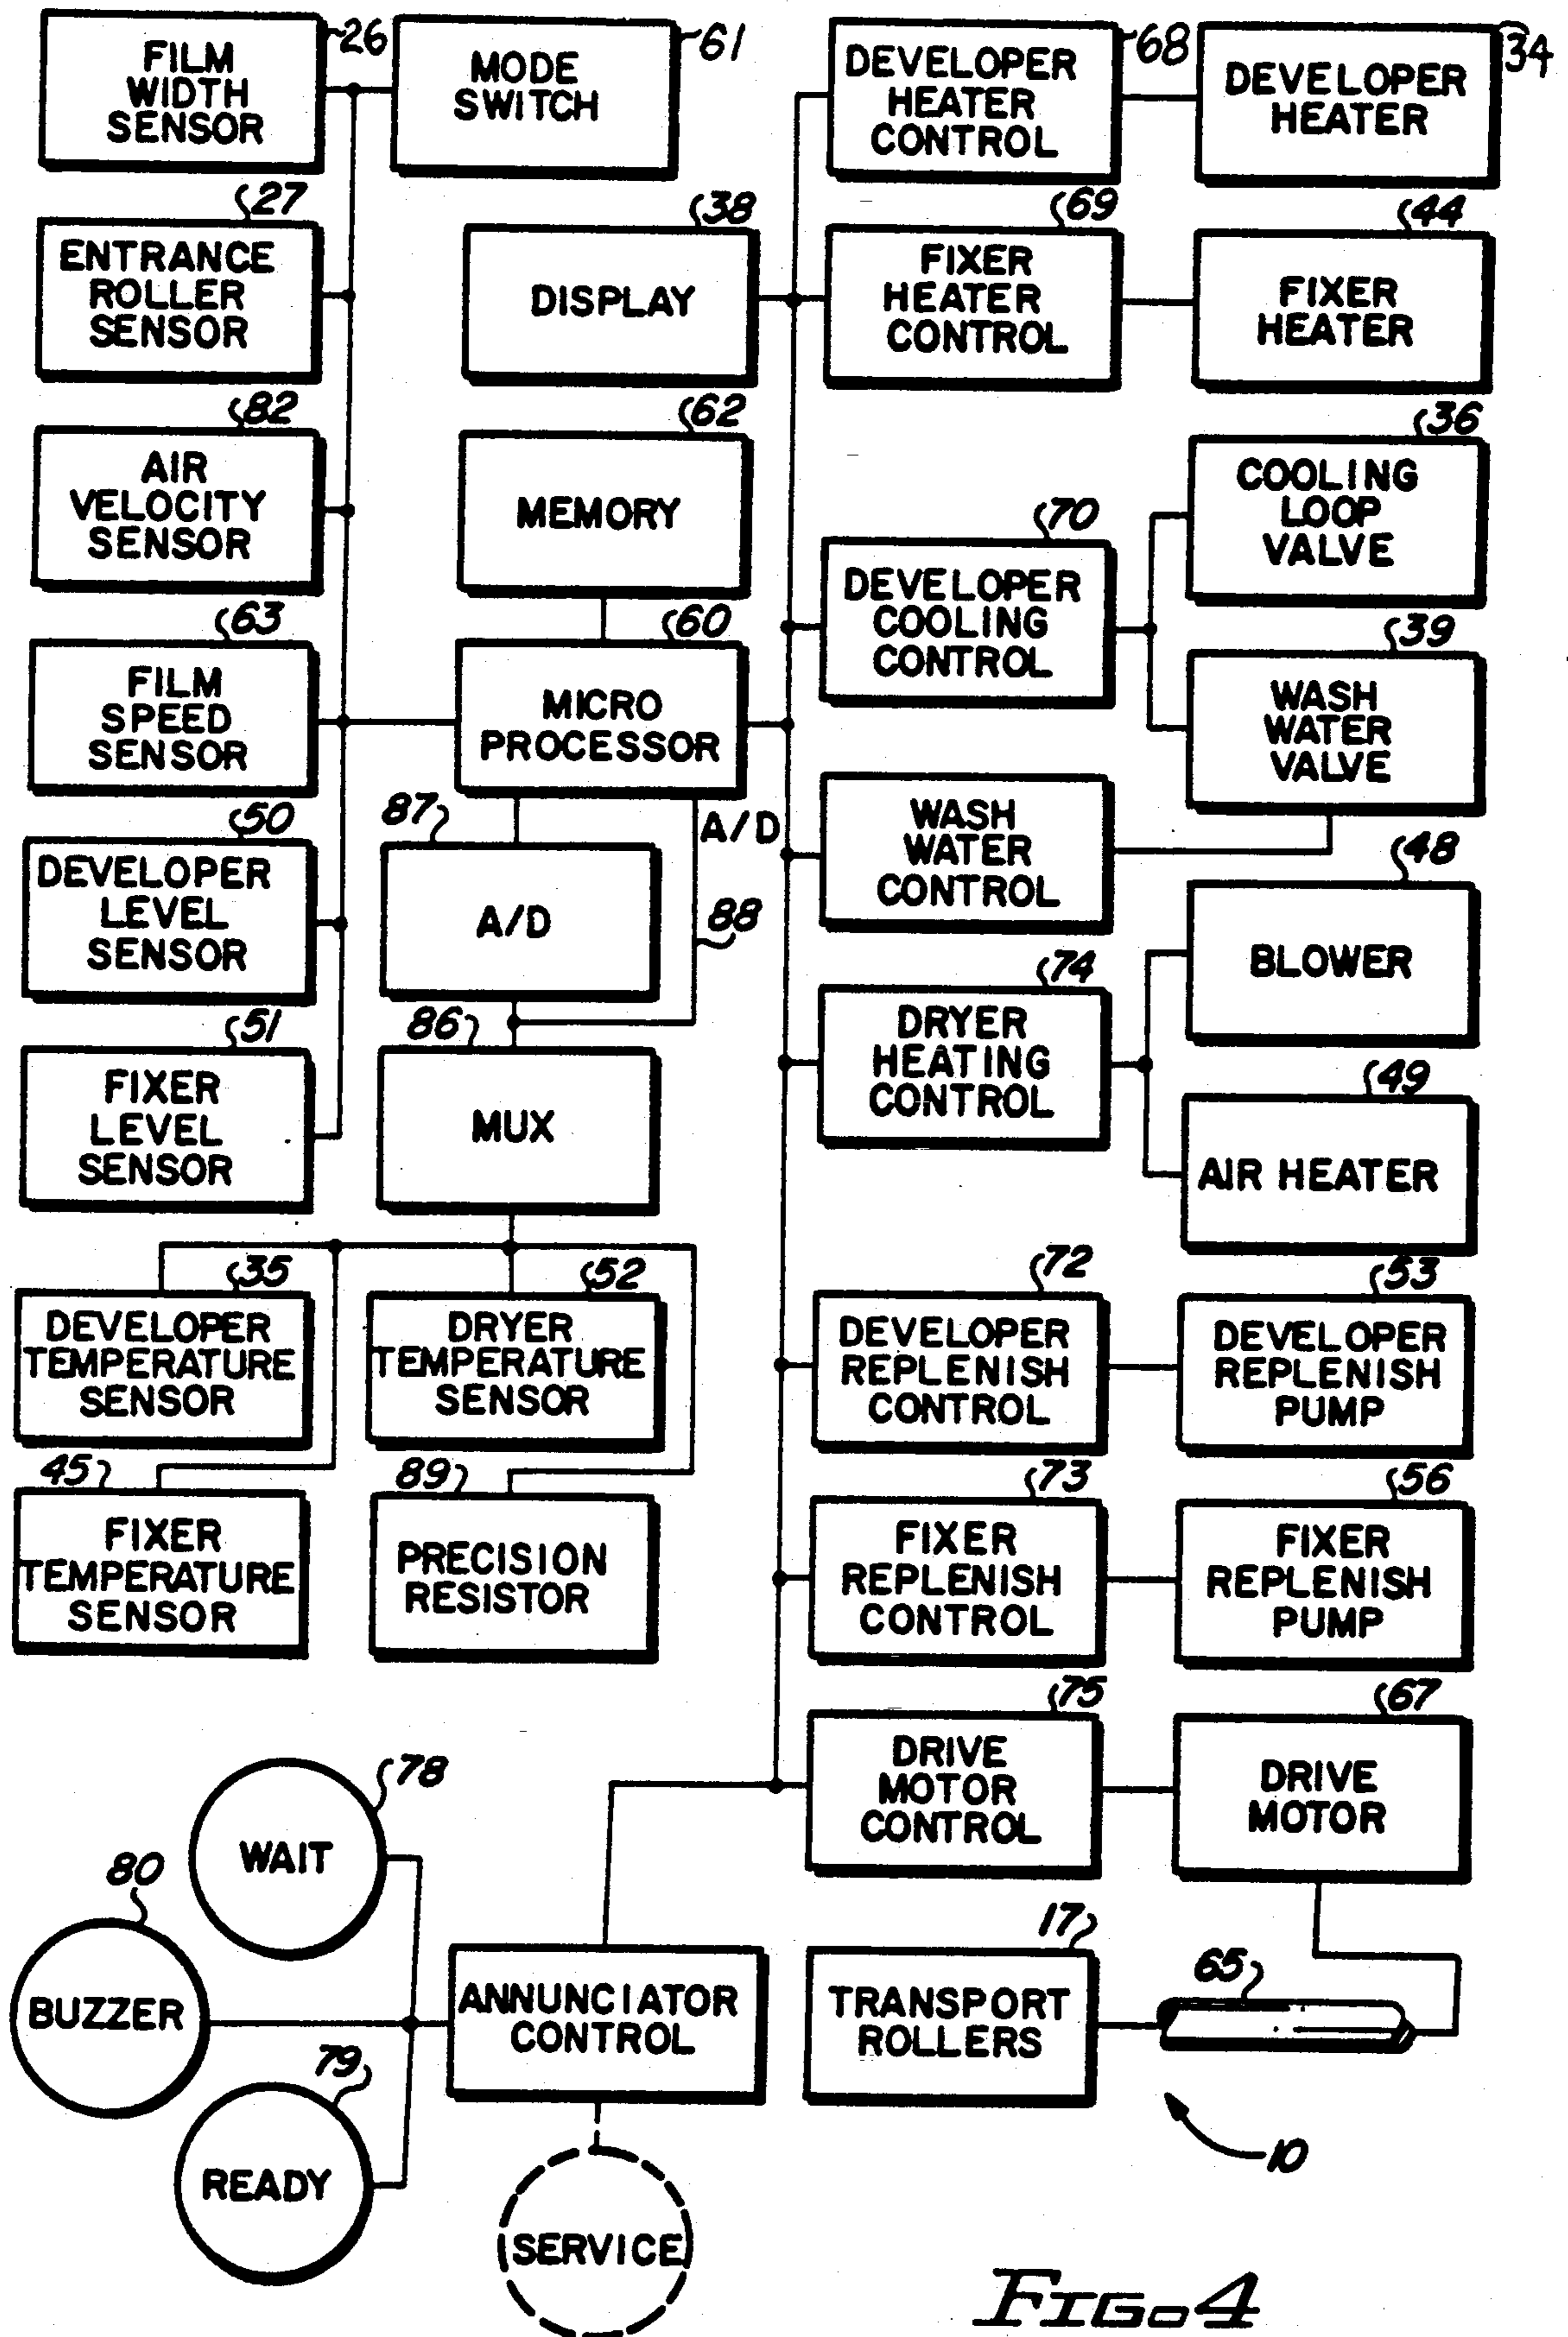 26
FILM
WIDTH
SENSOR
61
MODE
SWITCH
68
DEVELOPER
HEATER
CONTROL
34
DEVELOPER
HEATER
27
ENTRANCE
ROLLER
SENSOR
38
DISPLAY
69
FIXER
HEATER
CONTROL
44
FIXER
HEATER
82
AIR
VELOCITY
SENSOR
62
MEMORY
70
DEVELOPER
COOLING
CONTROL
36
COOLING
LOOP
VALVE
63
FILM
SPEED
SENSOR
60
MICRO
PROCESSOR
39
WASH
WATER
VALVE
50
DEVELOPER
LEVEL
SENSOR
87
A/D
A/D
88
WASH
WATER
CONTROL
48
BLOWER
51
FIXER
LEVEL
SENSOR
86
MUX
74
DRYER
HEATING
CONTROL
49
AIR HEATER
35
DEVELOPER
TEMPERATURE
SENSOR
52
DRYER
TEMPERATURE
SENSOR
72
DEVELOPER
REPLENISH
CONTROL
53
DEVELOPER
REPLENISH
PUMP
45
FIXER
TEMPERATURE
SENSOR
89
PRECISION
RESISTOR
73
FIXER
REPLENISH
CONTROL
56
FIXER
REPLENISH
PUMP
75
DRIVE
MOTOR
CONTROL
67
DRIVE
MOTOR
78
WAIT
80
BUZZER
79
READY
ANNUNCIATOR
CONTROL
SERVICE
17
TRANSPORT
ROLLERS
65
10
FIG. 4